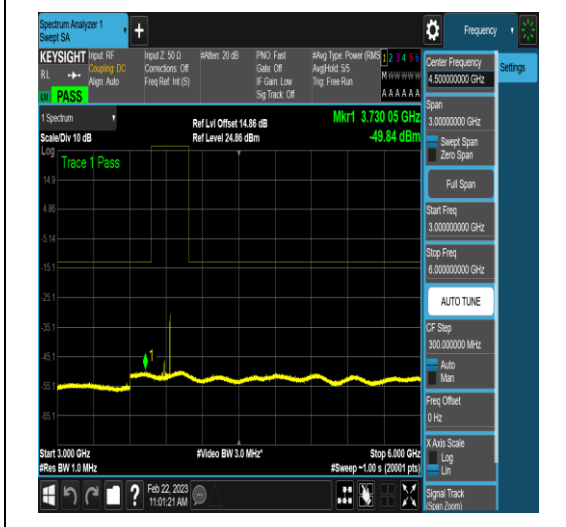 Spectrum Analyzer 1
Swept SA
+
Frequency
KEYSIGHT
RL
Input: RF
Coupling: DC
Align: Auto
Input Z: 50 Ω
Corrections: Off
Freq Ref: Int (S)
#Atten: 20 dB
PNO: Fast
Gate: Off
IF Gain: Low
Sig Track: Off
#Avg Type: Power (RMS
Avg|Hold: 5/5
Trig: Free Run
1 2 3 4 5 6
M W W W W W
A A A A A A
PASS
1 Spectrum
Scale/Div 10 dB
Ref Lvl Offset 14.86 dB
Ref Level 24.86 dBm
Mkr1 3.730 05 GHz
-49.84 dBm
Log
Trace 1 Pass
14.9
4.86
-5.14
-15.1
-25.1
-35.1
-45.1
-55.1
-65.1
1
Start 3.000 GHz
#Res BW 1.0 MHz
#Video BW 3.0 MHz*
Stop 6.000 GHz
#Sweep ~1.00 s (20001 pts)
Feb 22, 2023
11:01:21 AM
?
Center Frequency
4.500000000 GHz
Settings
Span
3.00000000 GHz
Swept Span
Zero Span
Full Span
Start Freq
3.000000000 GHz
Stop Freq
6.000000000 GHz
AUTO TUNE
CF Step
300.000000 MHz
Auto
Man
Freq Offset
0 Hz
X Axis Scale
Log
Lin
Signal Track
(Span Zoom)